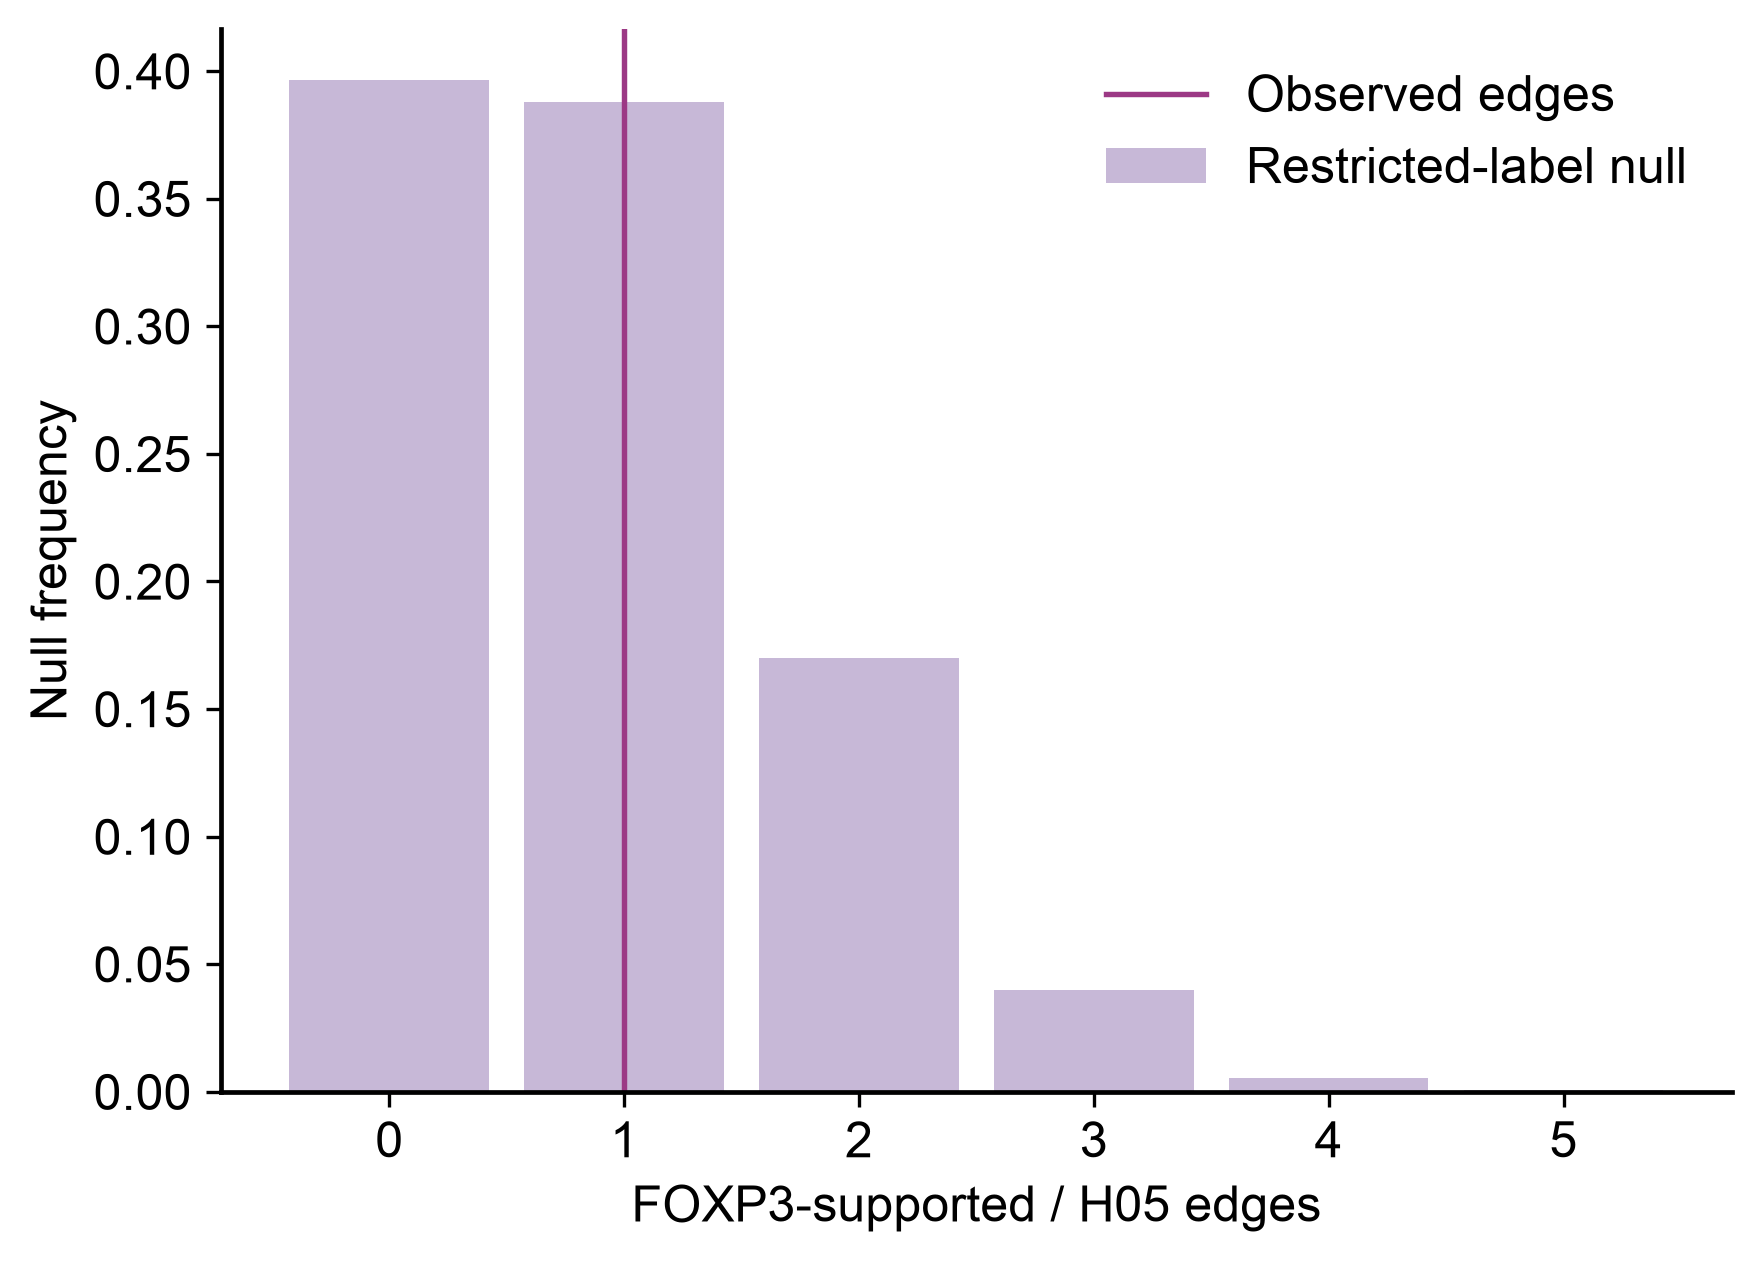 Observed edges
Restricted-label null
Null frequency
0.40
0.35
0.30
0.25
0.20
0.15
0.10
0.05
0.00
0 1 2 3 4 5
FOXP3-supported / H05 edges